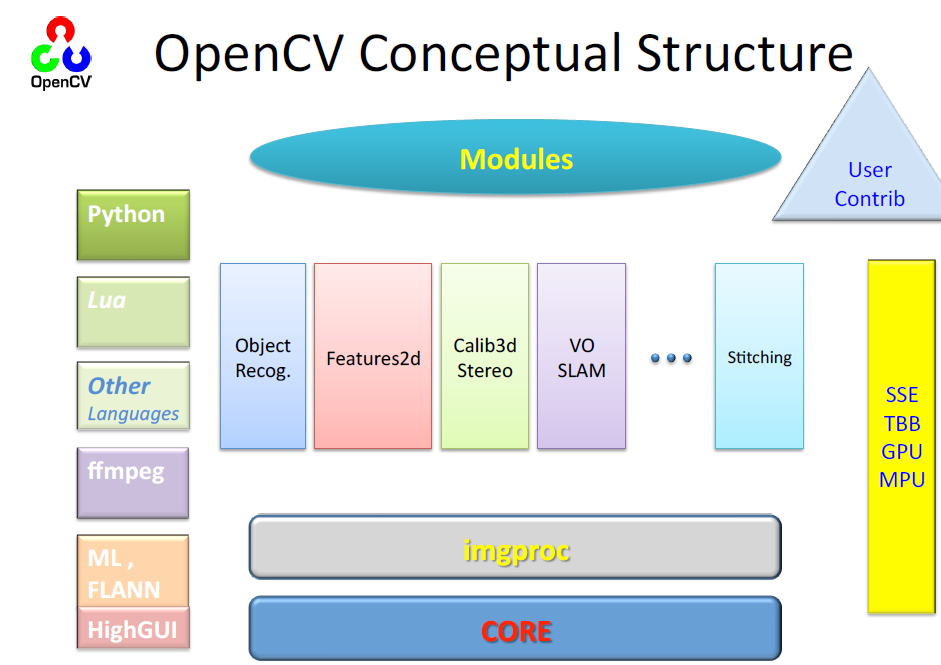 OpenCV
OpenCV Conceptual Structure
Modules
User
Contrib
Python
Lua
Other
Languages
ffmpeg
ML ,
FLANN
HighGUI
Object
Recog.
Features2d
Calib3d
Stereo
VO
SLAM
Stitching
SSE
TBB
GPU
MPU
imgproc
CORE